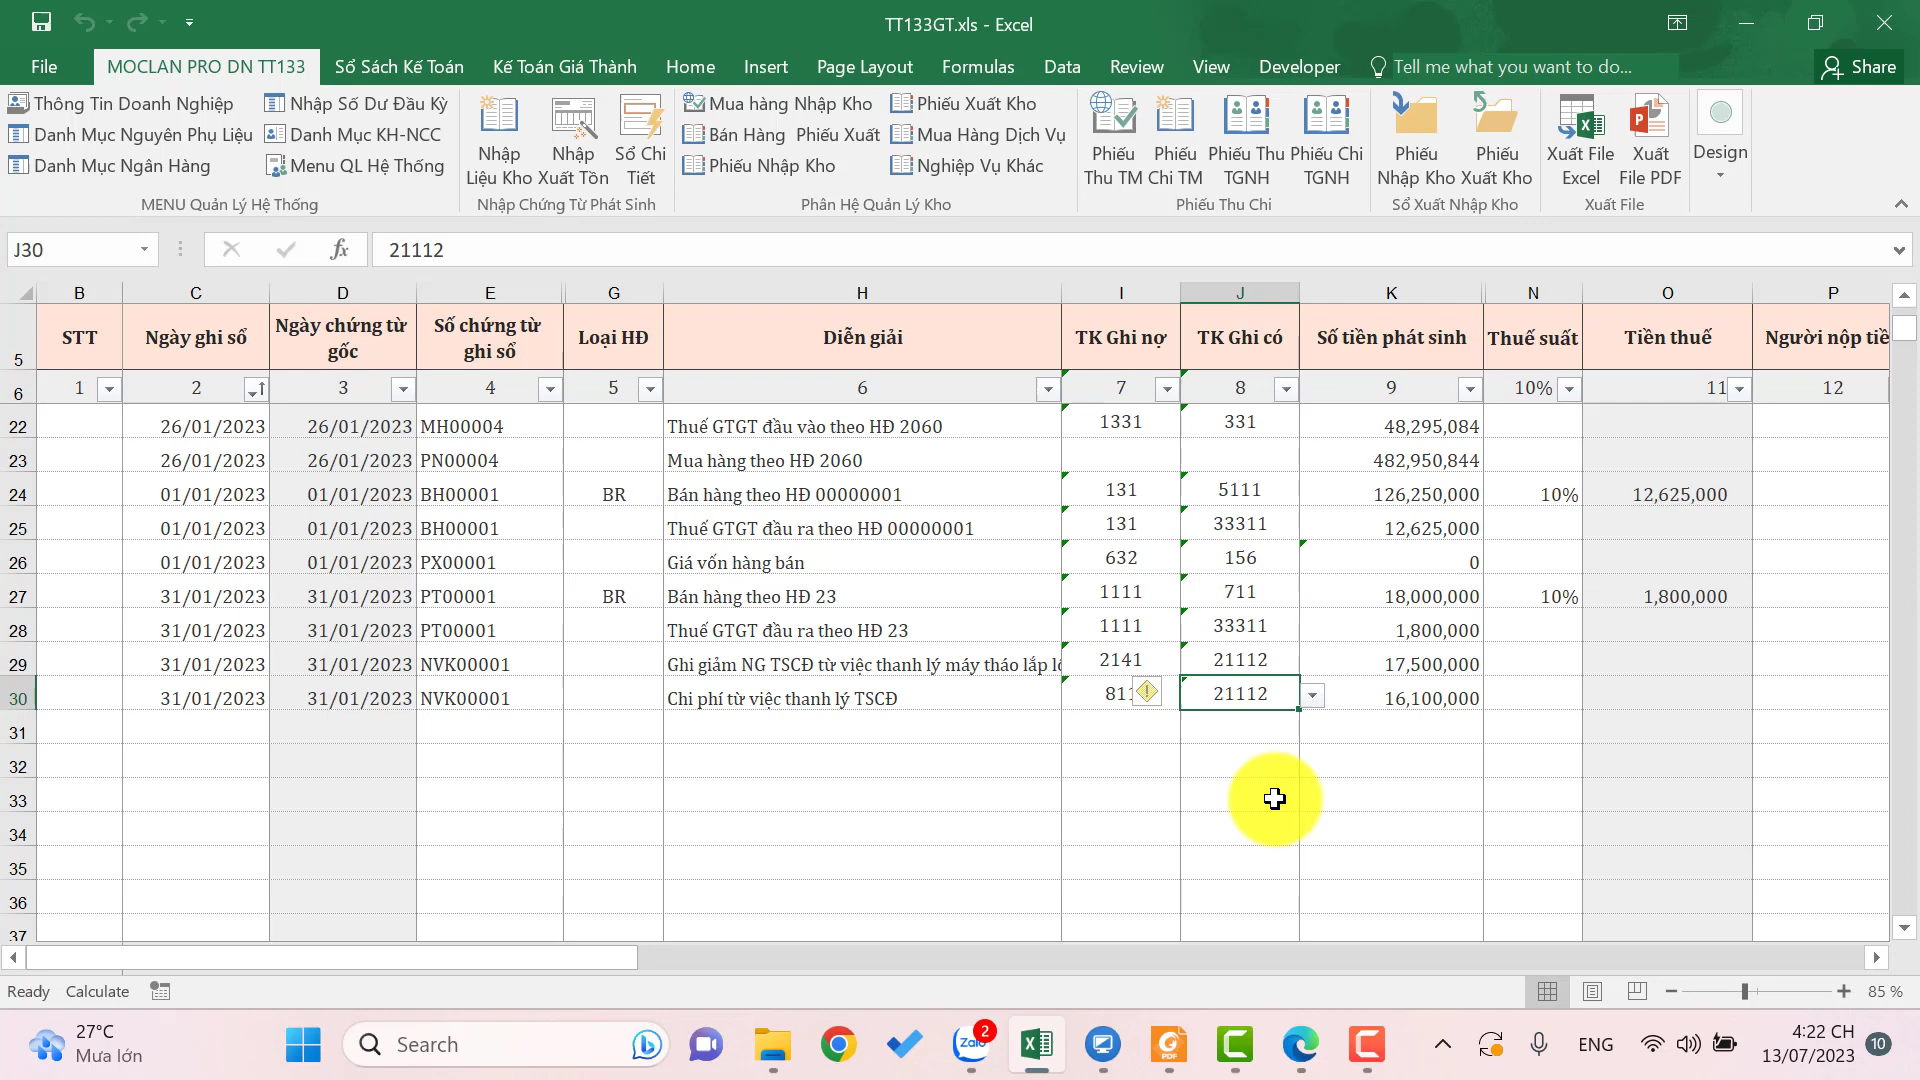 TT133GT.xls - Excel
File MOCLAN PRO DN TT133 Sổ Sách Kế Toán Kế Toán Giá Thành Home Insert Page Layout Formulas Data Review View Developer Tell me what you want to do... Share
Thông Tin Doanh Nghiệp Nhập Số Dư Đầu Kỳ
Danh Mục Nguyên Phụ Liệu Danh Mục KH-NCC
Danh Mục Ngân Hàng Menu QL Hệ Thống
MENU Quản Lý Hệ Thống
Nhập Liệu Kho
Nhập Xuất Tồn
Sổ Chi Tiết
Nhập Chứng Từ Phát Sinh
Mua hàng Nhập Kho Phiếu Xuất Kho
Bán Hàng Phiếu Xuất Mua Hàng Dịch Vụ
Phiếu Nhập Kho Nghiệp Vụ Khác
Phân Hệ Quản Lý Kho
Phiếu Thu TM
Phiếu Chi TM
Phiếu Thu TGNH
Phiếu Chi TGNH
Phiếu Thu Chi
Phiếu Nhập Kho
Phiếu Xuất Kho
Sổ Xuất Nhập Kho
Xuất File Excel
Xuất File PDF
Xuất File
Design
J30 fx 21112
B C D E G H I J K N O P
5 STT Ngày ghi sổ Ngày chứng từ gốc Số chứng từ ghi sổ Loại HĐ Diễn giải TK Ghi nợ TK Ghi có Số tiền phát sinh Thuế suất Tiền thuế Người nộp tiề
6 1 2 3 4 5 6 7 8 9 10% 11 12
22 26/01/2023 26/01/2023 MH00004 Thuế GTGT đầu vào theo HĐ 2060 1331 331 48,295,084
23 26/01/2023 26/01/2023 PN00004 Mua hàng theo HĐ 2060 482,950,844
24 01/01/2023 01/01/2023 BH00001 BR Bán hàng theo HĐ 00000001 131 5111 126,250,000 10% 12,625,000
25 01/01/2023 01/01/2023 BH00001 Thuế GTGT đầu ra theo HĐ 00000001 131 33311 12,625,000
26 01/01/2023 01/01/2023 PX00001 Giá vốn hàng bán 632 156 0
27 31/01/2023 31/01/2023 PT00001 BR Bán hàng theo HĐ 23 1111 711 18,000,000 10% 1,800,000
28 31/01/2023 31/01/2023 PT00001 Thuế GTGT đầu ra theo HĐ 23 1111 33311 1,800,000
29 31/01/2023 31/01/2023 NVK00001 Ghi giảm NG TSCĐ từ việc thanh lý máy tháo lắp lố 2141 21112 17,500,000
30 31/01/2023 31/01/2023 NVK00001 Chi phí từ việc thanh lý TSCĐ 811 21112 16,100,000
31
32
33
34
35
36
37
Ready Calculate 85 %
27°C
Mưa lớn
Search
Zalo 2
PDF
ENG
4:22 CH
13/07/2023
10